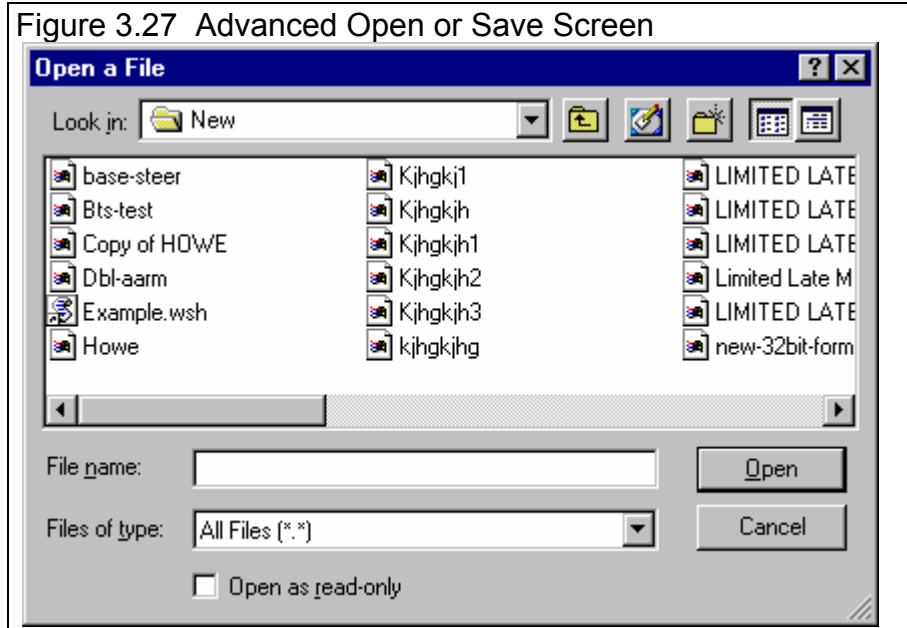 Figure 3.27 Advanced Open or Save Screen
Open a File
Look in: New
base-steer
Bts-test
Copy of HOWE
Dbl-aarm
Example.wsh
Howe
Kjhgkj1
Kjhgkjh
Kjhgkjh1
Kjhgkjh2
Kjhgkjh3
kjhgkjhg
LIMITED LATE
LIMITED LATE
LIMITED LATE
Limited Late M
LIMITED LATE
new-32bit-form
File name:
Open
Files of type: All Files (*.*)
Cancel
Open as read-only